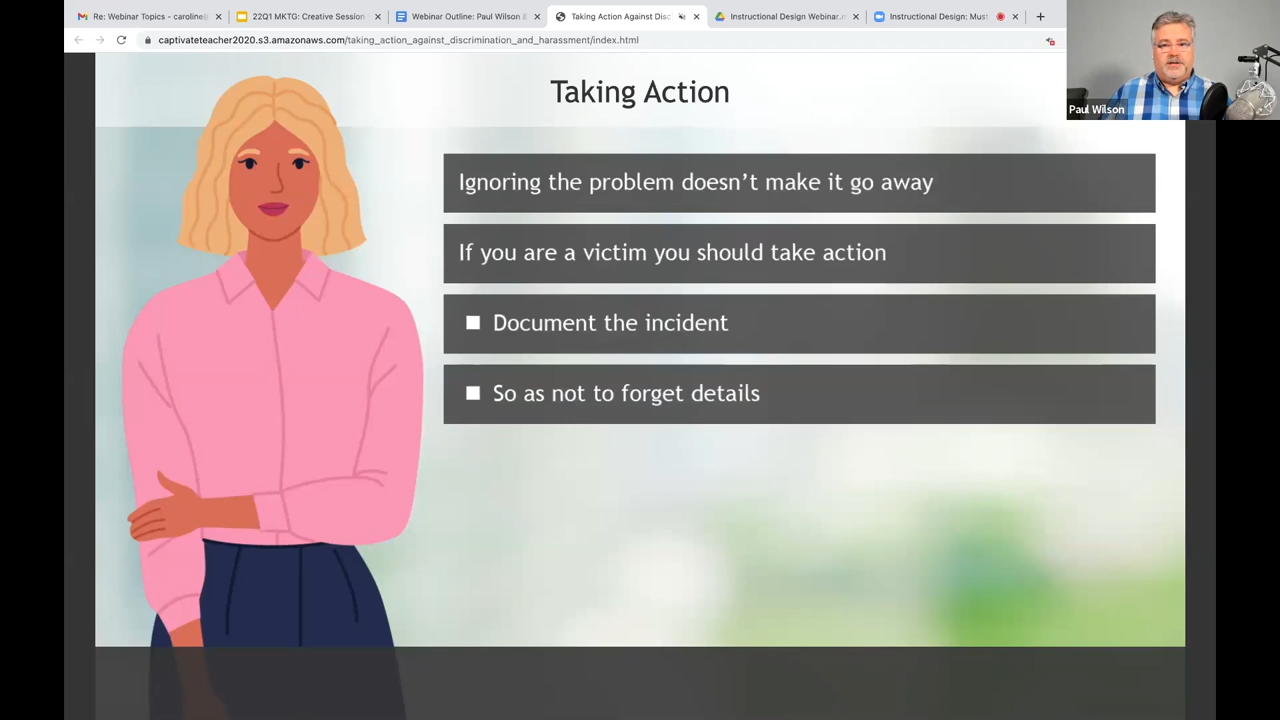 Re: Webinar Topics - caroline@
22Q1 MKTG: Creative Session
Webinar Outline: Paul Wilson &
Taking Action Against Disc
Instructional Design Webinar.m
Instructional Design: Must
captivateteacher2020.s3.amazonaws.com/taking_action_against_discrimination_and_harassment/index.html
Paul Wilson
Taking Action
Ignoring the problem doesn’t make it go away
If you are a victim you should take action
■ Document the incident
■ So as not to forget details